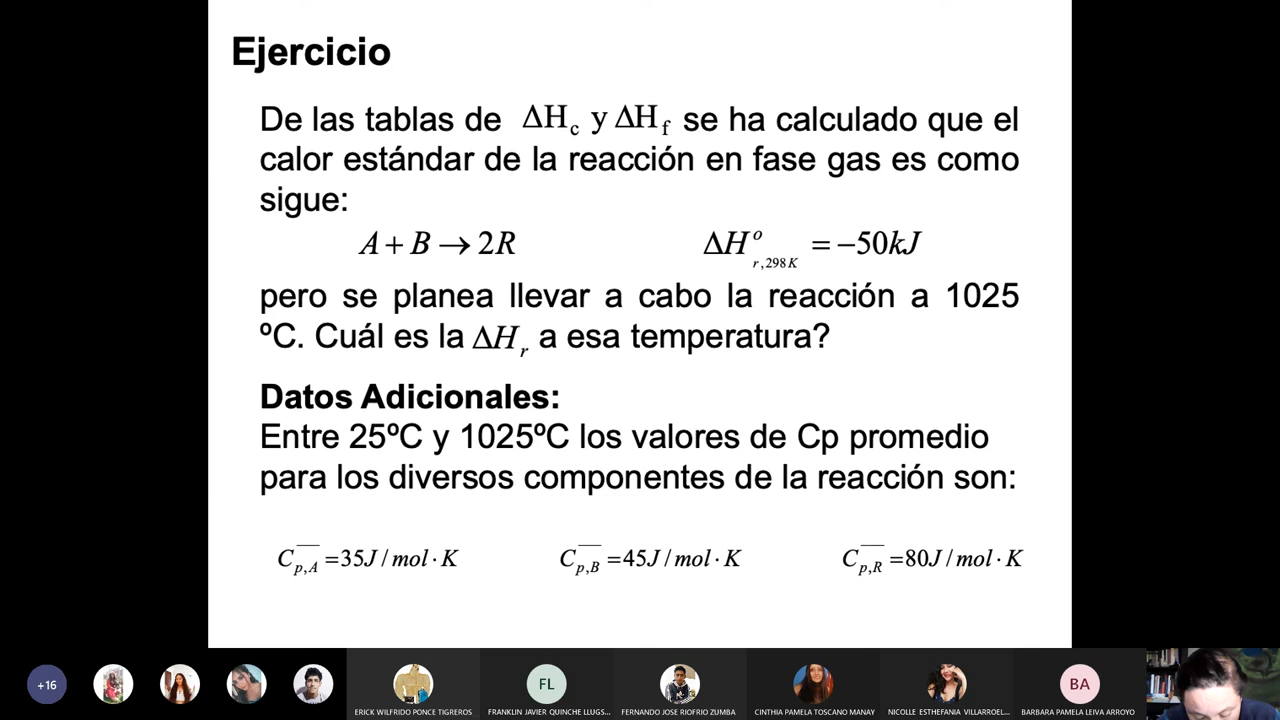 Ejercicio
De las tablas de ΔHc y ΔHf se ha calculado que el
calor estándar de la reacción en fase gas es como
sigue:
A + B → 2R    ΔH°r,298K = −50kJ
pero se planea llevar a cabo la reacción a 1025
ºC. Cuál es la ΔHr a esa temperatura?
Datos Adicionales:
Entre 25ºC y 1025ºC los valores de Cp promedio
para los diversos componentes de la reacción son:
C̅p,A = 35J / mol · K    C̅p,B = 45J / mol · K    C̅p,R = 80J / mol · K
+16 FL BA
ERICK WILFRIDO PONCE TIGREROS FRANKLIN JAVIER QUINCHE LLUGS... FERNANDO JOSE RIOFRIO ZUMBA CINTHIA PAMELA TOSCANO MANAY NICOLLE ESTHEFANIA VILLARROEL... BARBARA PAMELA LEIVA ARROYO